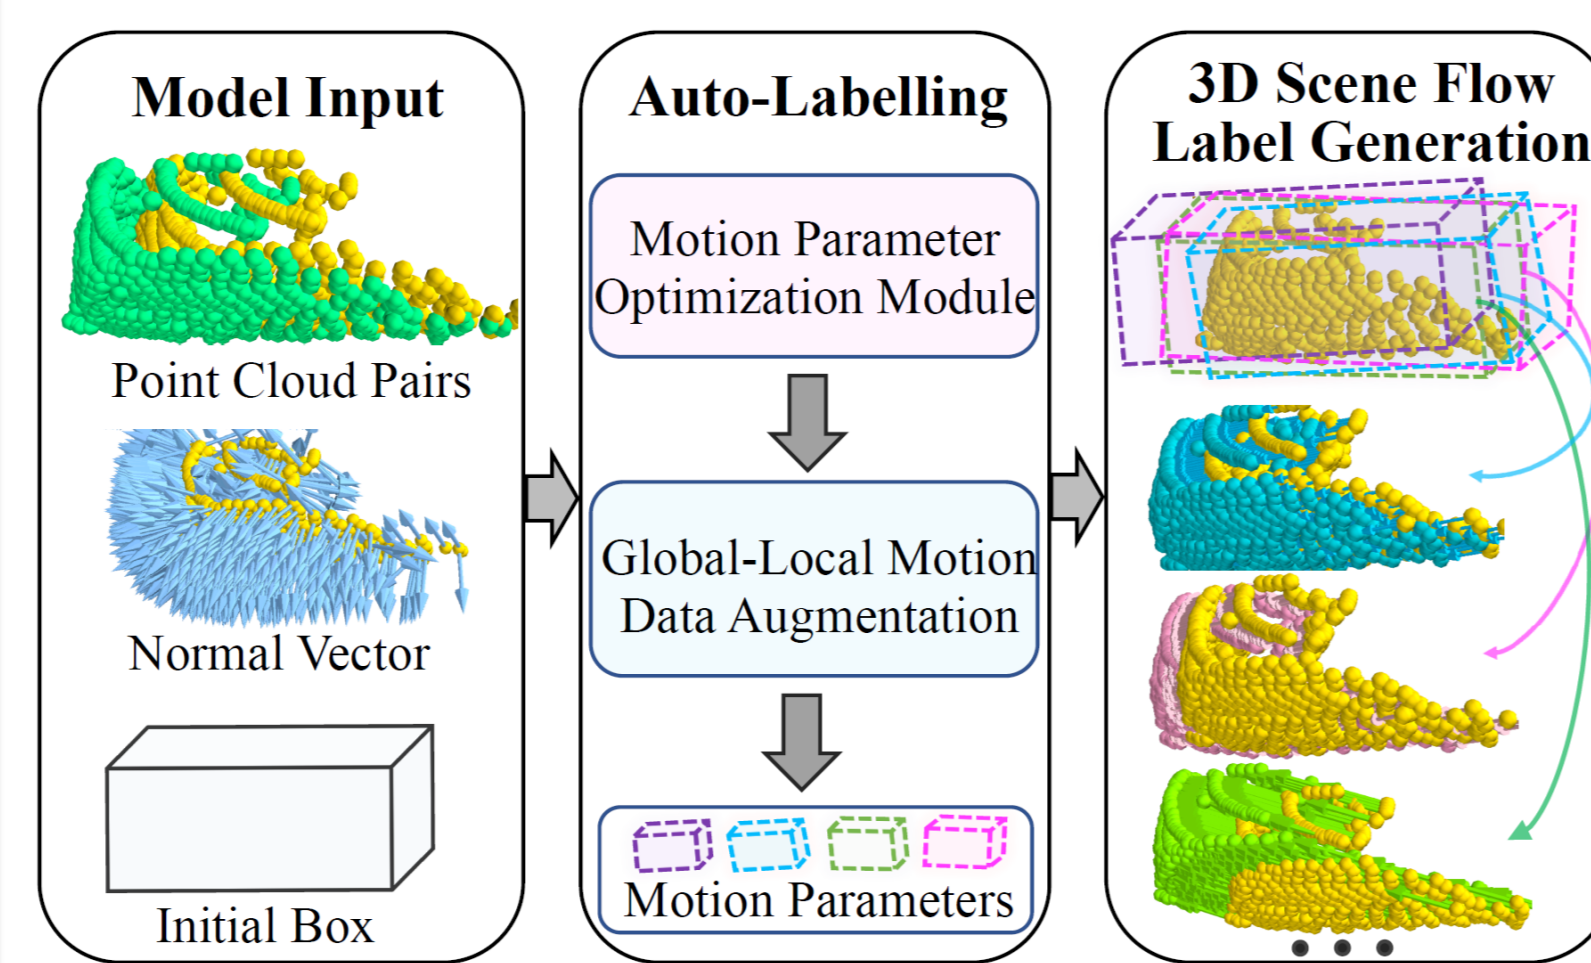 Model Input
Point Cloud Pairs
Normal Vector
Initial Box
Auto-Labelling
Motion Parameter
Optimization Module
Global-Local Motion
Data Augmentation
Motion Parameters
3D Scene Flow
Label Generation